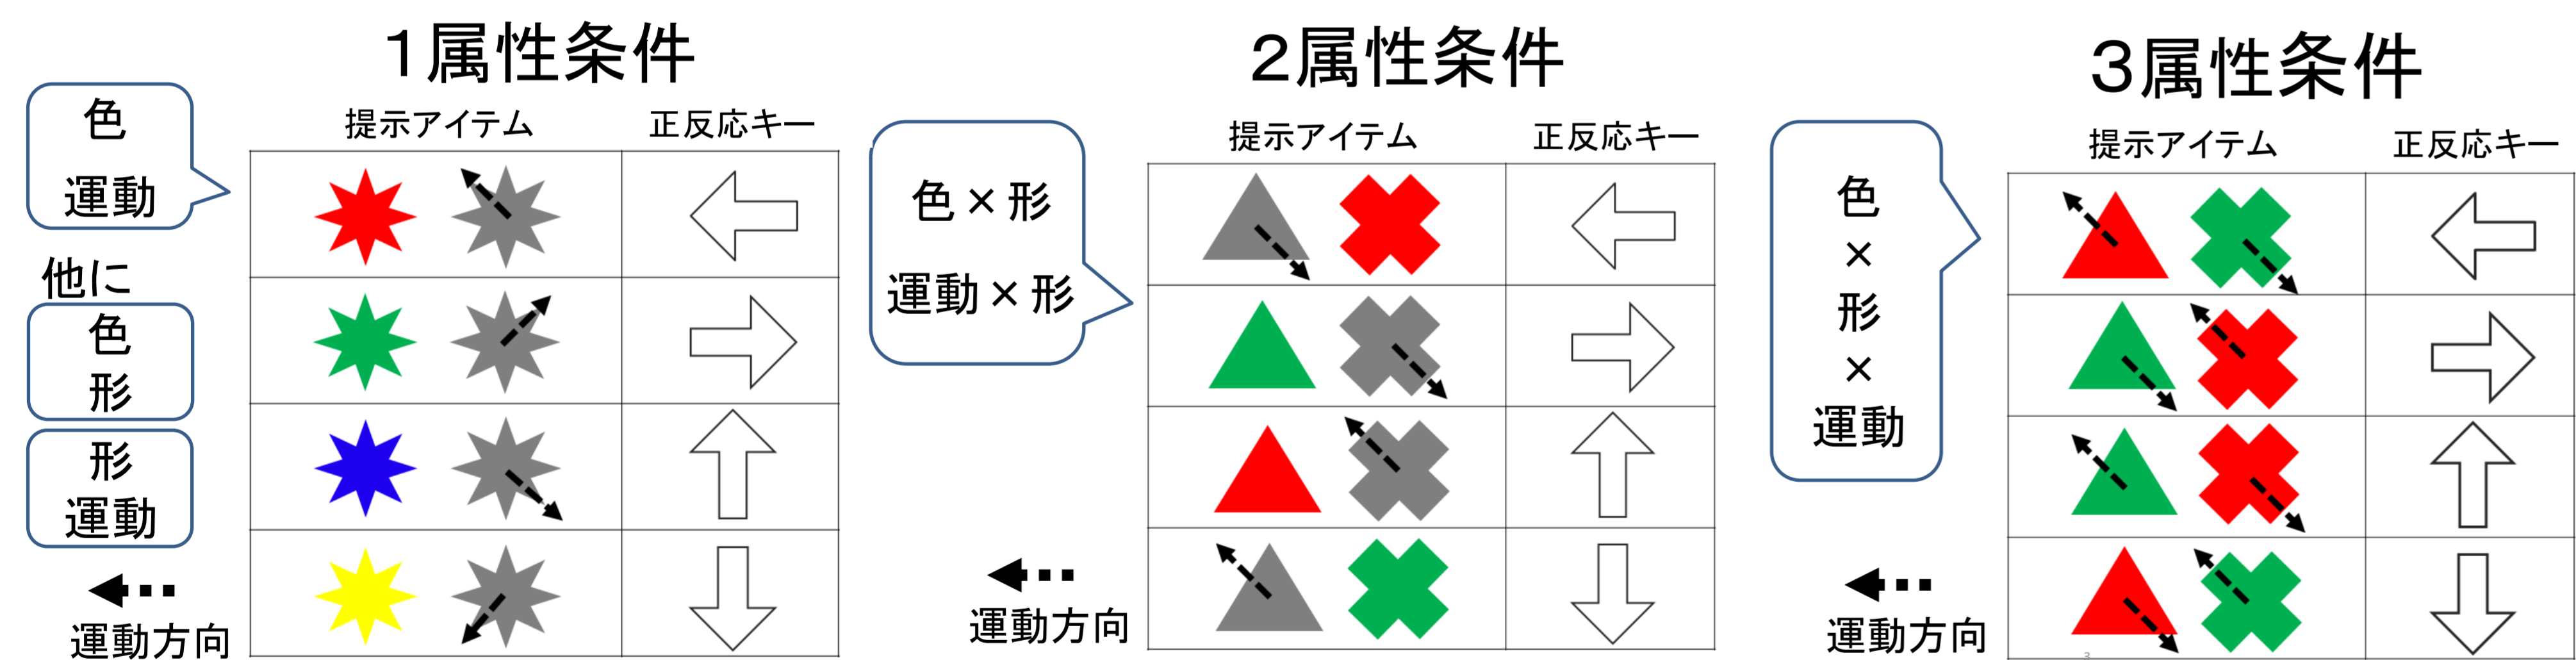 1属性条件
提示アイテム
正反応キー
色
運動
他に
色
形
形
運動
運動方向
2属性条件
提示アイテム
正反応キー
色×形
運動×形
運動方向
3属性条件
提示アイテム
正反応キー
色
×
形
×
運動
運動方向
3